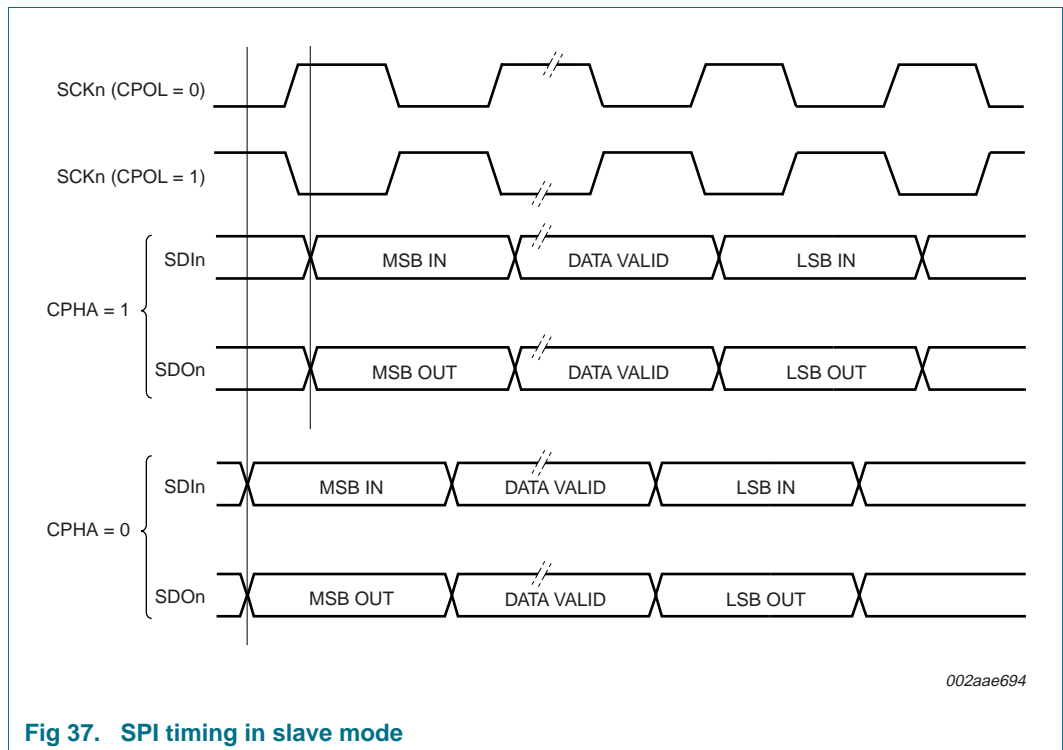 SCKn (CPOL = 0)
SCKn (CPOL = 1)
CPHA = 1
SDIn
MSB IN
DATA VALID
LSB IN
SDOn
MSB OUT
DATA VALID
LSB OUT
CPHA = 0
SDIn
MSB IN
DATA VALID
LSB IN
SDOn
MSB OUT
DATA VALID
LSB OUT
002aae694
Fig 37. SPI timing in slave mode